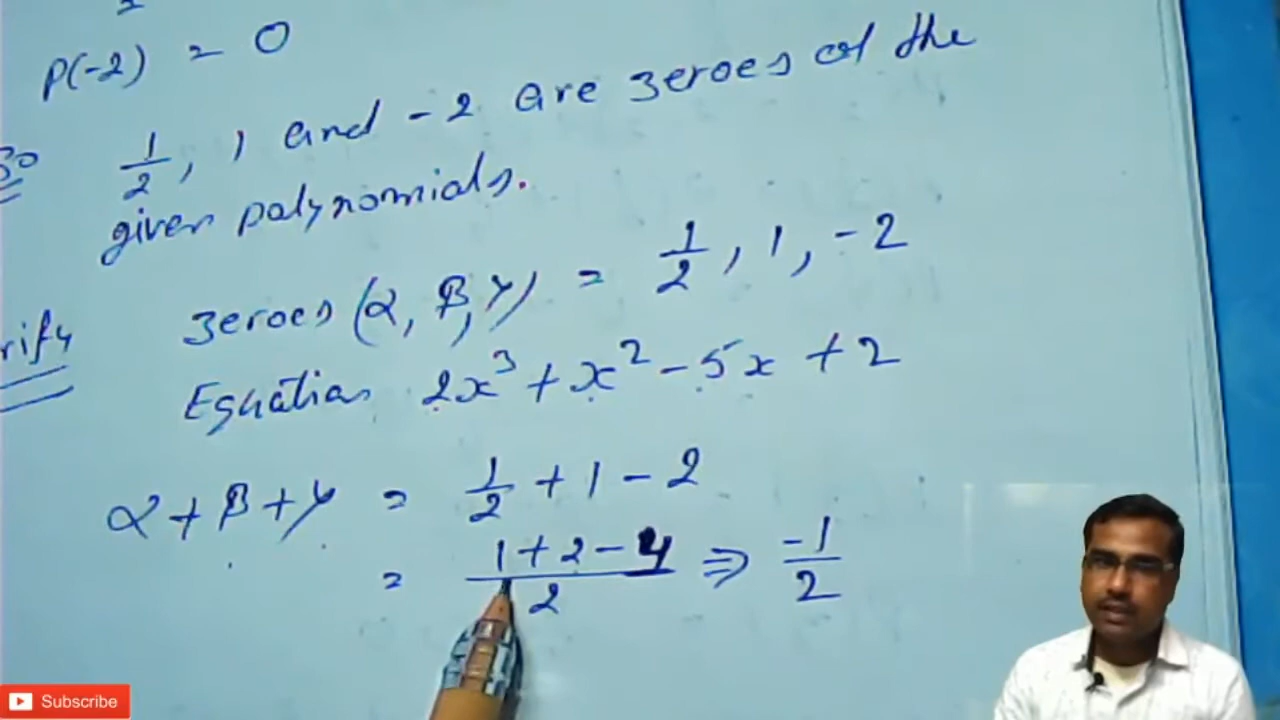 P(-2) = 0
So 1/2, 1 and -2 are zeroes of the
given polynomials.
zeroes (α, β, γ) = 1/2, 1, -2
rify
Equation 2x³ + x² - 5x + 2
α + β + γ = 1/2 + 1 - 2
= (1 + 2 - 4)/2 ⇒ -1/2
Subscribe